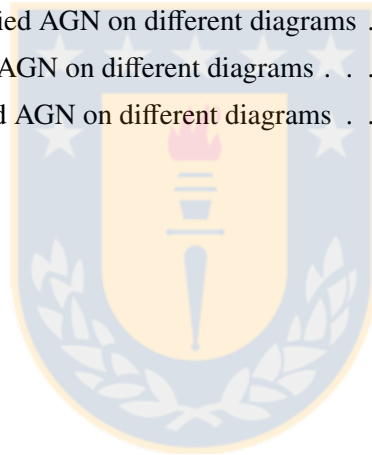 ied AGN on different diagrams .
AGN on different diagrams . . .
d AGN on different diagrams . .